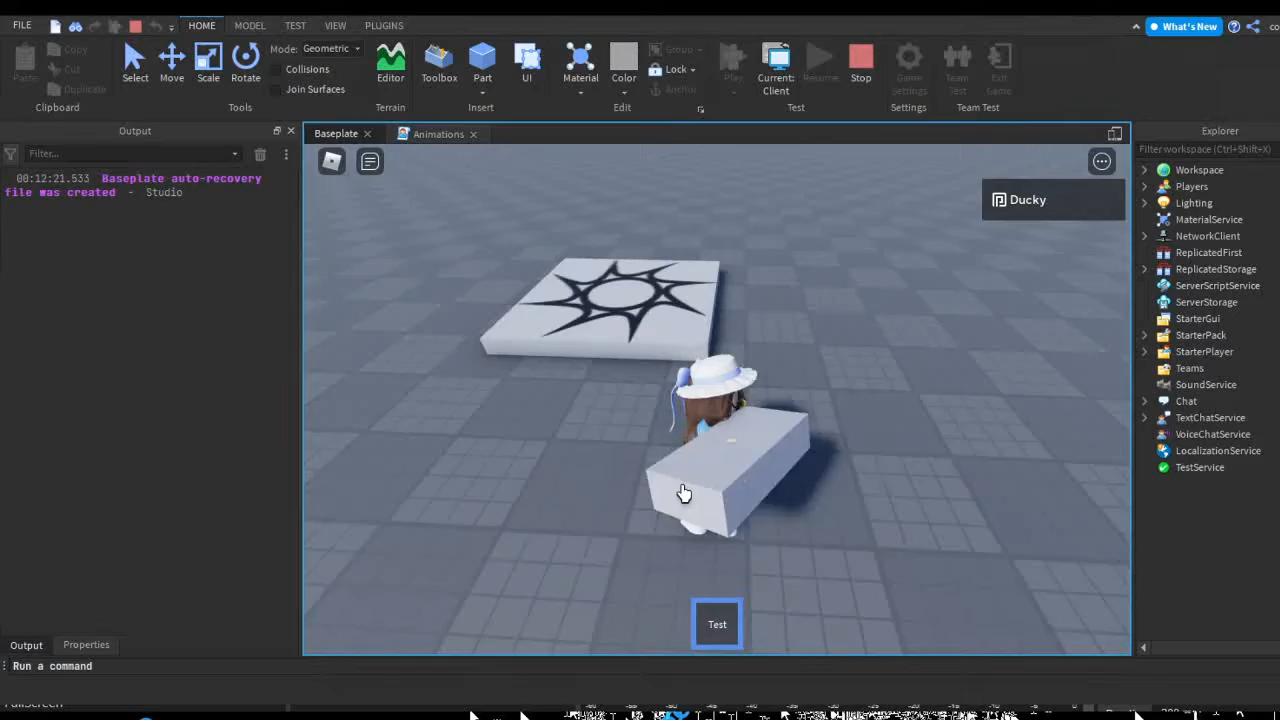 FILE HOME MODEL TEST VIEW PLUGINS What's New co
Paste Copy Cut Duplicate Clipboard
Select Move Scale Rotate Mode: Geometric Collisions Join Surfaces Tools
Editor Terrain
Toolbox Part UI Insert
Material Color Group Lock Anchor Edit
Play Current: Client Resume Stop Test
Game Settings Settings
Team Test Exit Game Team Test
Output
Filter...
00:12:21.533 Baseplate auto-recovery
file was created - Studio
Baseplate Animations
Ducky
Test
Explorer
Filter workspace (Ctrl+Shift+X)
Workspace
Players
Lighting
MaterialService
NetworkClient
ReplicatedFirst
ReplicatedStorage
ServerScriptService
ServerStorage
StarterGui
StarterPack
StarterPlayer
Teams
SoundService
Chat
TextChatService
VoiceChatService
LocalizationService
TestService
Output Properties
Run a command